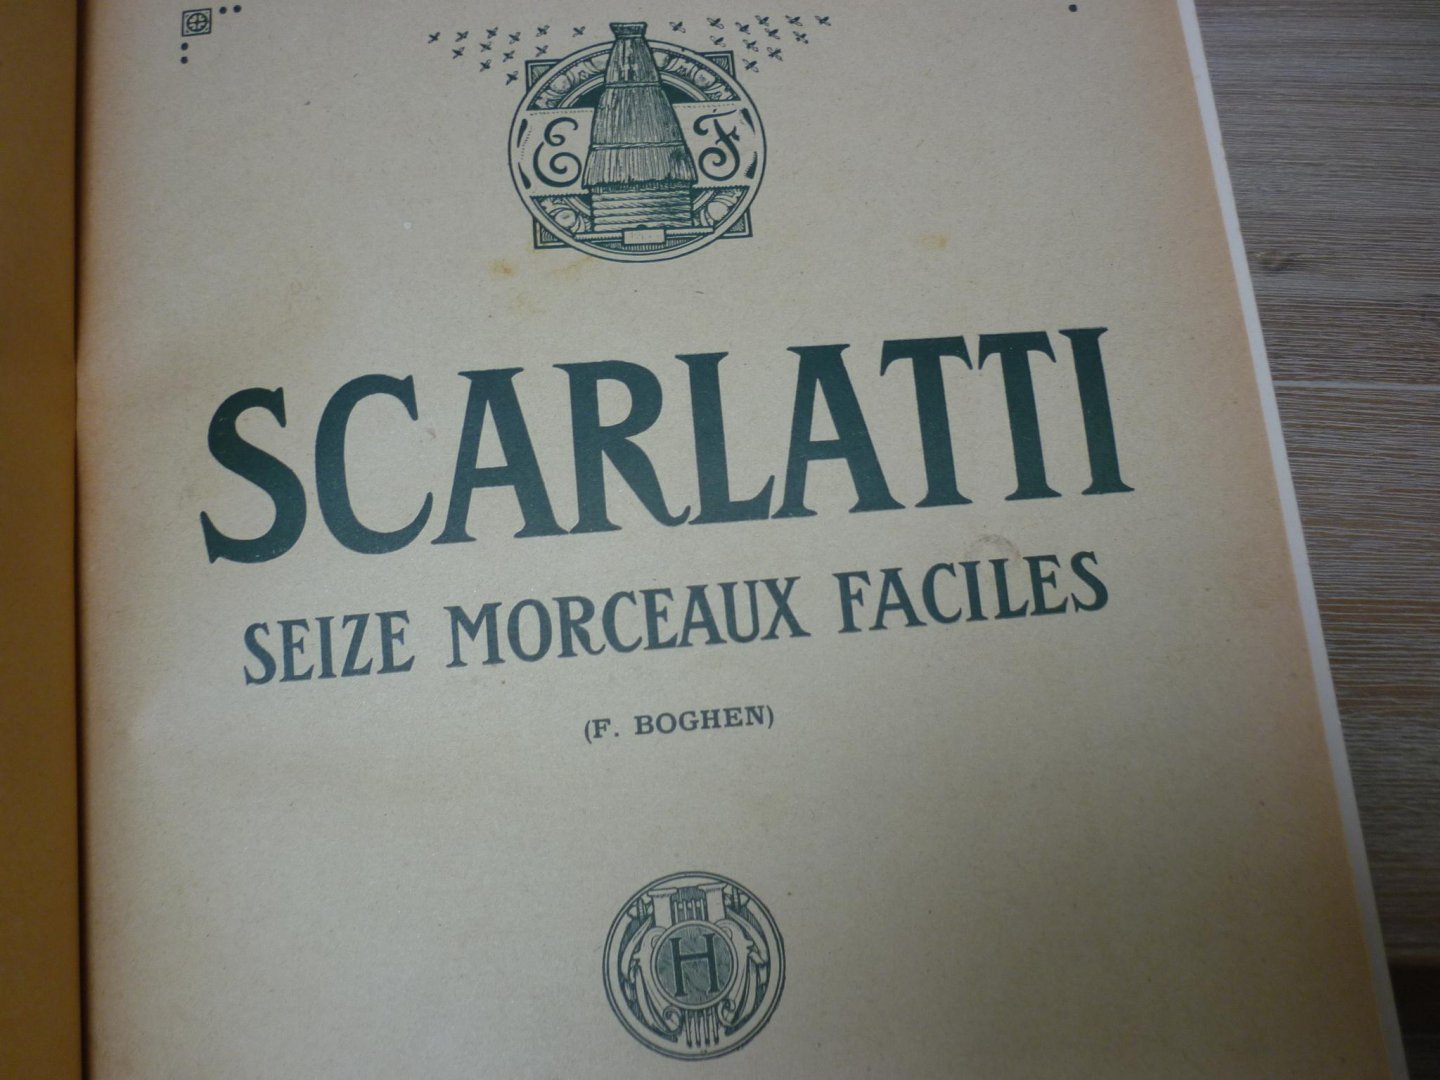 E F
SCARLATTI
SEIZE MORCEAUX FACILES
(F. BOGHEN)
H